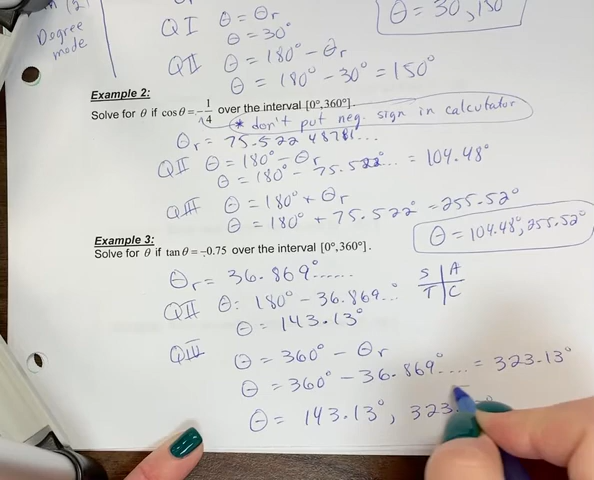 Degree
mode
QI θ = θr
θ = 30°
θ = 30°, 150°
QII θ = 180° - θr
θ = 180° - 30° = 150°
Example 2:
Solve for θ if cos θ = -1/4 over the interval [0°,360°].
* don't put neg. sign in calculator
θr = 75.522 48781...
QII θ = 180° - θr
θ = 180° - 75.522°... = 104.48°
QIII θ = 180° + θr
θ = 180° + 75.522° = 255.52°
θ = 104.48°, 255.52°
Example 3:
Solve for θ if tan θ = -0.75 over the interval [0°,360°].
θr = 36.869°......
S A
T C
QII θ = 180° - 36.869...°
θ = 143.13°
QIII θ = 360° - θr
θ = 360° - 36.869°.... = 323.13°
θ = 143.13°, 323.